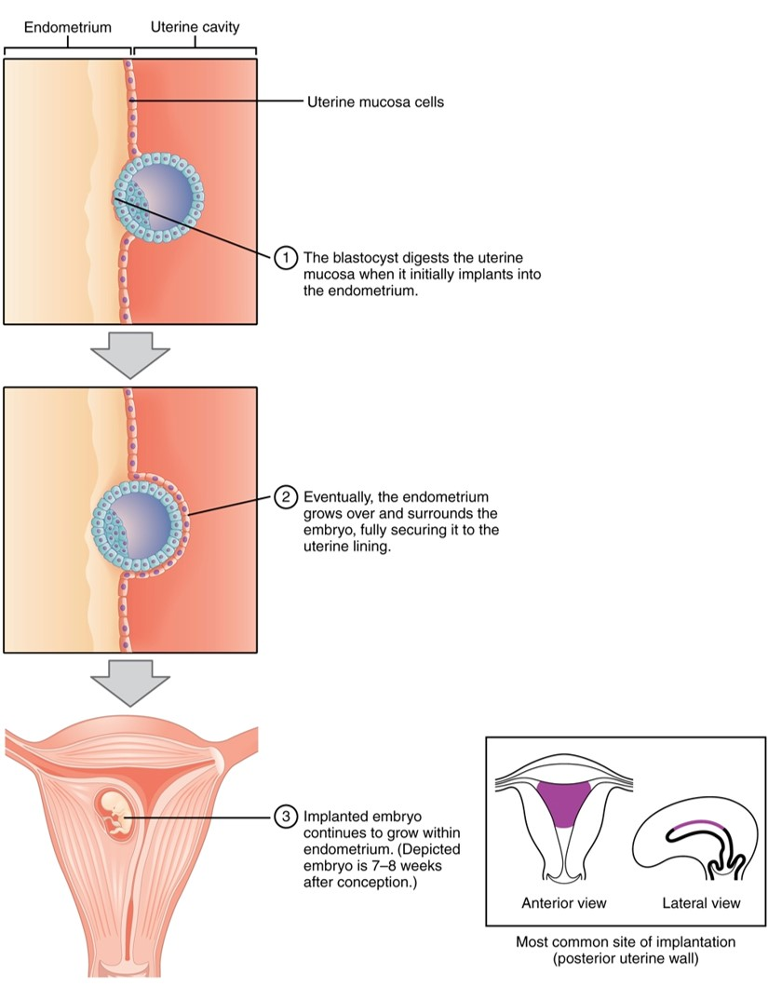 Endometrium
Uterine cavity
Uterine mucosa cells
1 The blastocyst digests the uterine
mucosa when it initially implants into
the endometrium.
2 Eventually, the endometrium
grows over and surrounds the
embryo, fully securing it to the
uterine lining.
3 Implanted embryo
continues to grow within
endometrium. (Depicted
embryo is 7–8 weeks
after conception.)
Anterior view
Lateral view
Most common site of implantation
(posterior uterine wall)